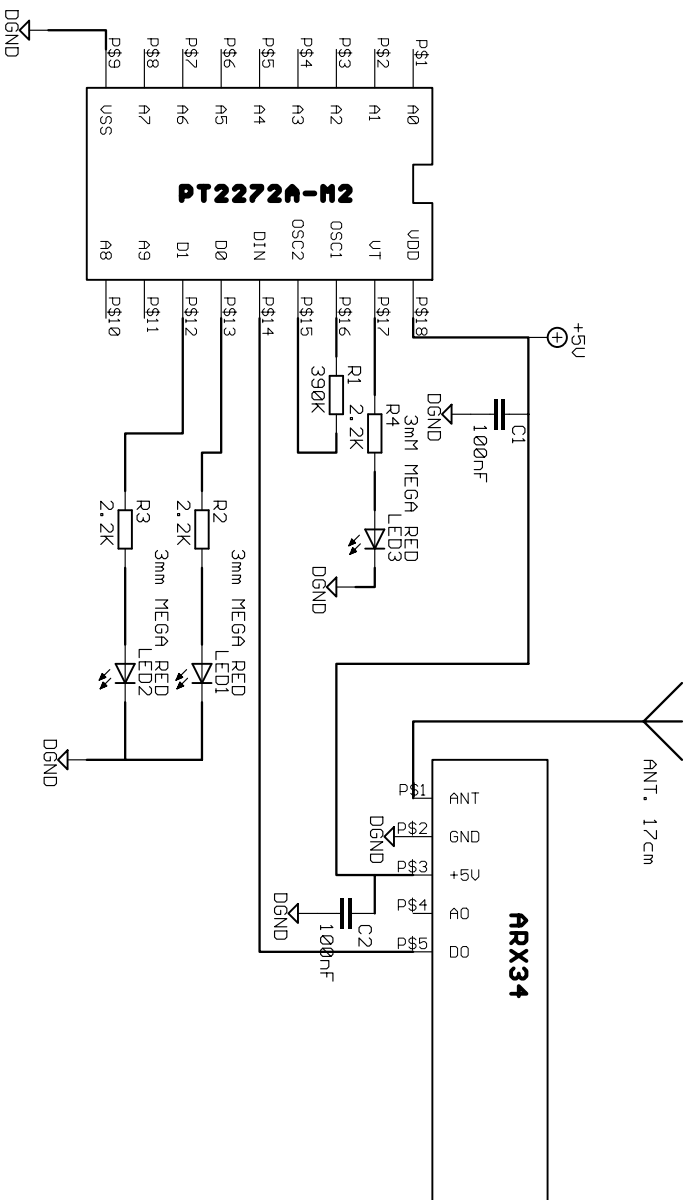 DGND
P$9
P$8
P$7
P$6
P$5
P$4
P$3
P$2
P$1
VSS
A7
A6
A5
A4
A3
A2
A1
A0
PT2272A-M2
A8
A9
D1
D0
DIN
OSC2
OSC1
VT
VDD
P$10
P$11
P$12
P$13
P$14
P$15
P$16
P$17
P$18
+5V
R1
390K
R4
2.2K
DGND
C1
100nF
3mM MEGA RED
LED3
DGND
R3
2.2K
R2
2.2K
3mm MEGA RED
LED2
3mm MEGA RED
LED1
DGND
ANT. 17cm
P$1
ANT
P$2
GND
DGND
P$3
+5V
P$4
AO
P$5
DO
ARX34
DGND
C2
100nF